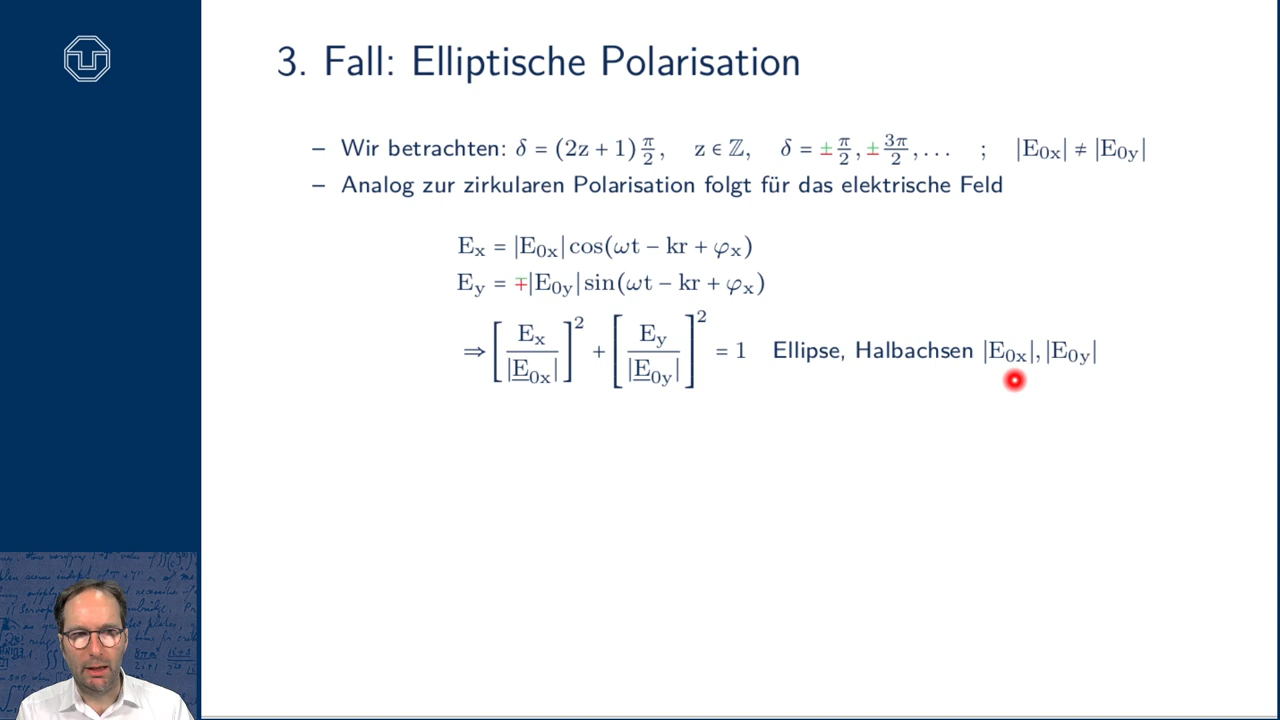 3. Fall: Elliptische Polarisation
– Wir betrachten: δ = (2z + 1) π/2, z ∈ ℤ, δ = ± π/2, ± 3π/2, … ; |E₀ₓ| ≠ |E₀y|
– Analog zur zirkularen Polarisation folgt für das elektrische Feld
Eₓ = |E₀ₓ| cos(ωt − kr + φₓ)
Ey = ∓|E₀y| sin(ωt − kr + φₓ)
⇒ [Eₓ/|E̲₀ₓ|]² + [Ey/|E̲₀y|]² = 1 Ellipse, Halbachsen |E₀ₓ|, |E₀y|